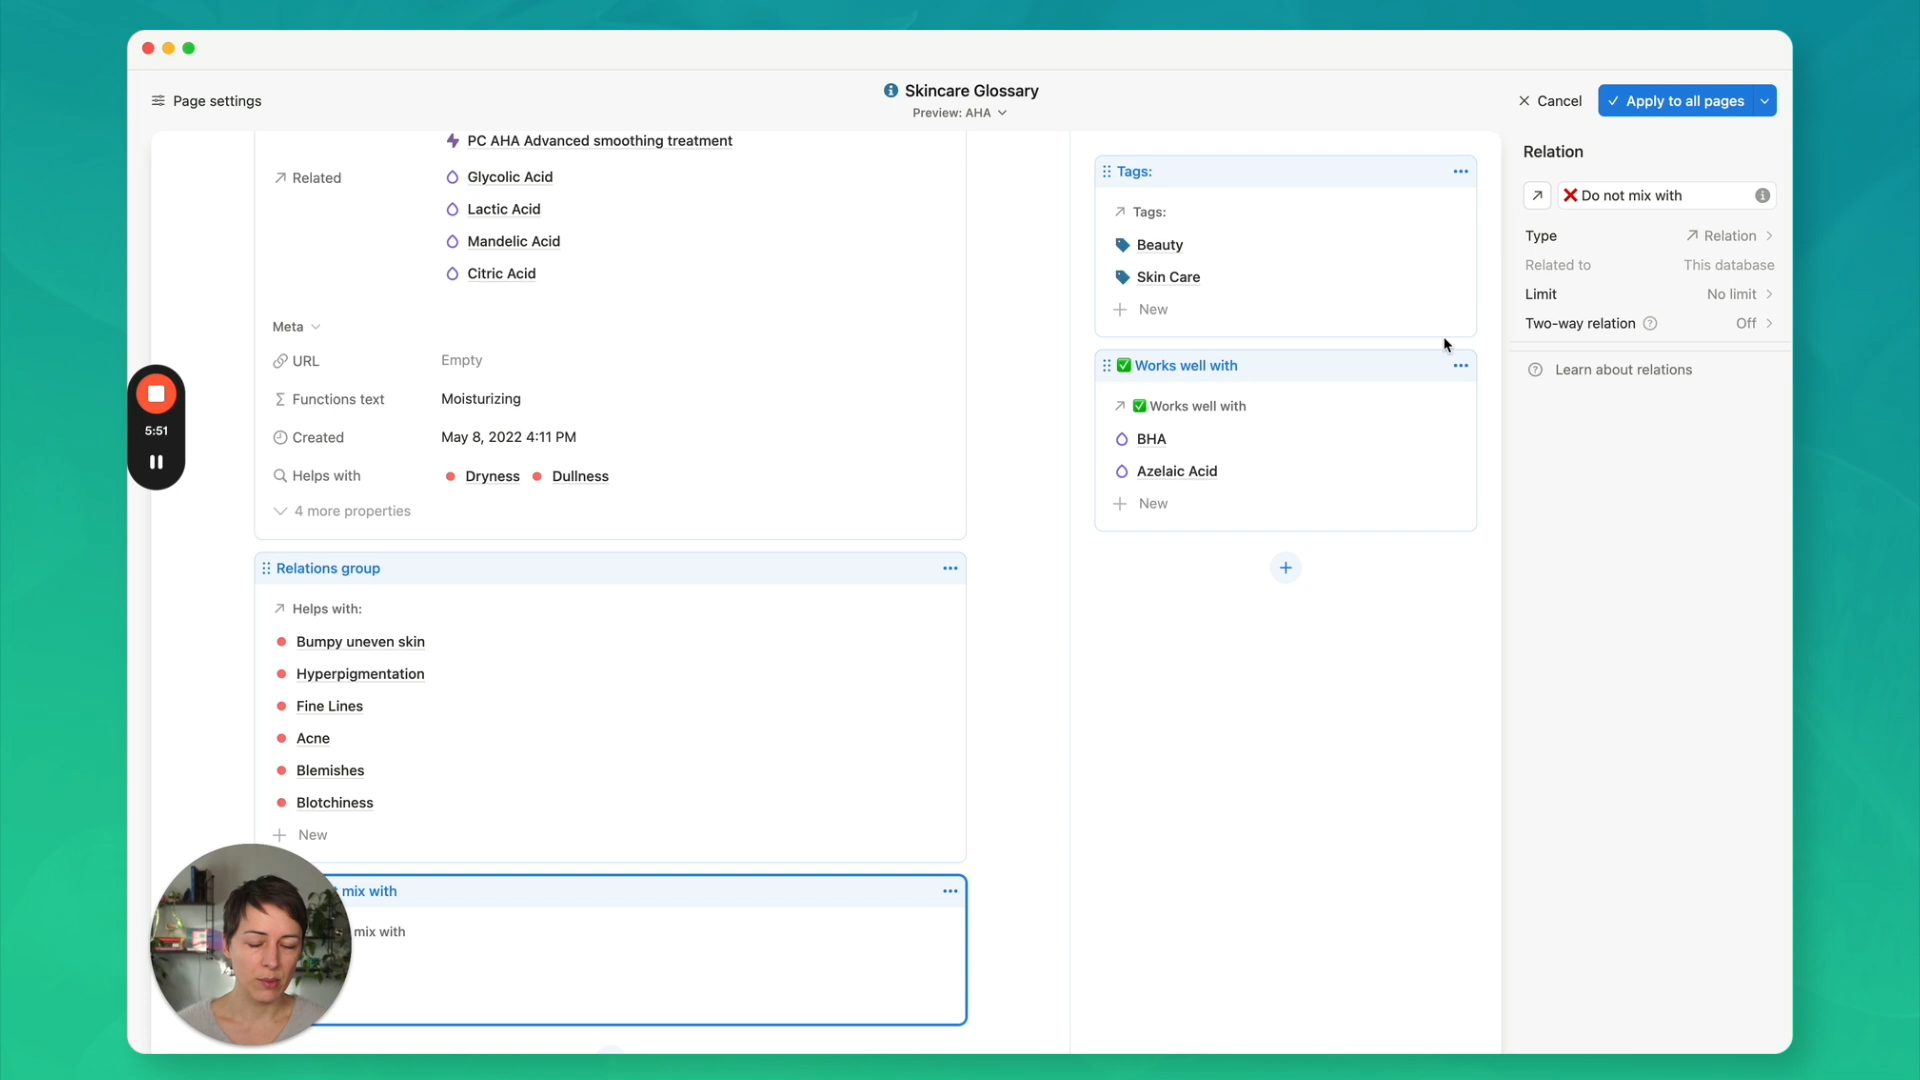 Page settings
Skincare Glossary
Preview: AHA
Cancel
Apply to all pages
PC AHA Advanced smoothing treatment
Related
Glycolic Acid
Lactic Acid
Mandelic Acid
Citric Acid
Meta
URL
Empty
Functions text
Moisturizing
Created
May 8, 2022 4:11 PM
Helps with
Dryness
Dullness
4 more properties
Relations group
Helps with:
Bumpy uneven skin
Hyperpigmentation
Fine Lines
Acne
Blemishes
Blotchiness
New
mix with
mix with
Tags:
Tags:
Beauty
Skin Care
New
✅ Works well with
✅ Works well with
BHA
Azelaic Acid
New
Relation
❌ Do not mix with
Type
Relation
Related to
This database
Limit
No limit
Two-way relation
Off
Learn about relations
5:51